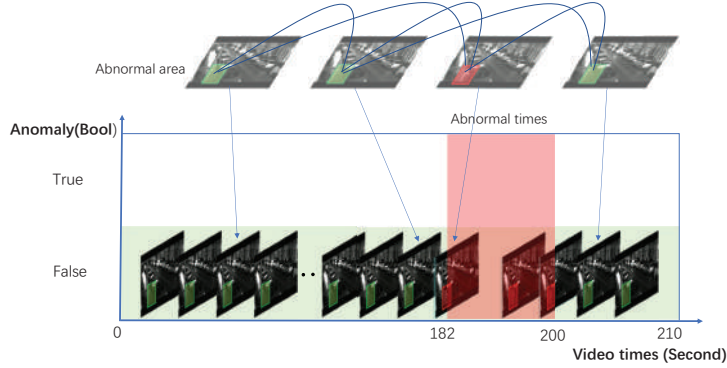 Abnormal area
Abnormal times
Anomaly(Bool)
True
False
0
182
200
210
Video times (Second)